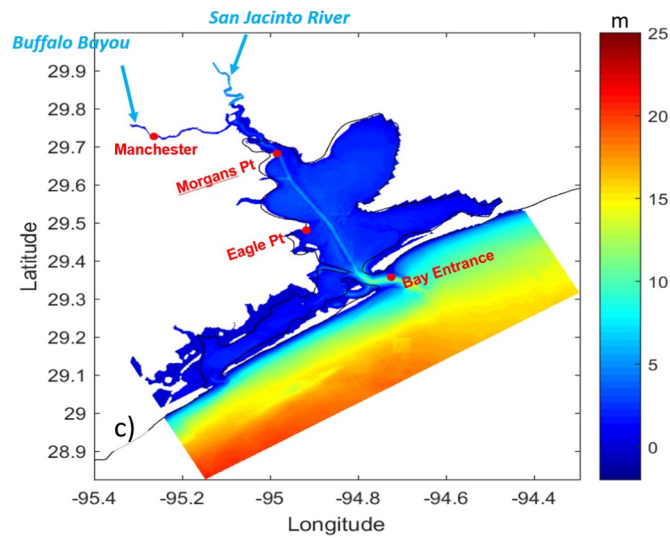 San Jacinto River
m
Buffalo Bayou
29.9
29.8
29.7
29.6
29.5
29.4
29.3
29.2
29.1
29
28.9
Latitude
Manchester
Morgans Pt
Eagle Pt
Bay Entrance
c)
-95.4 -95.2 -95 -94.8 -94.6 -94.4
Longitude
25
20
15
10
5
0